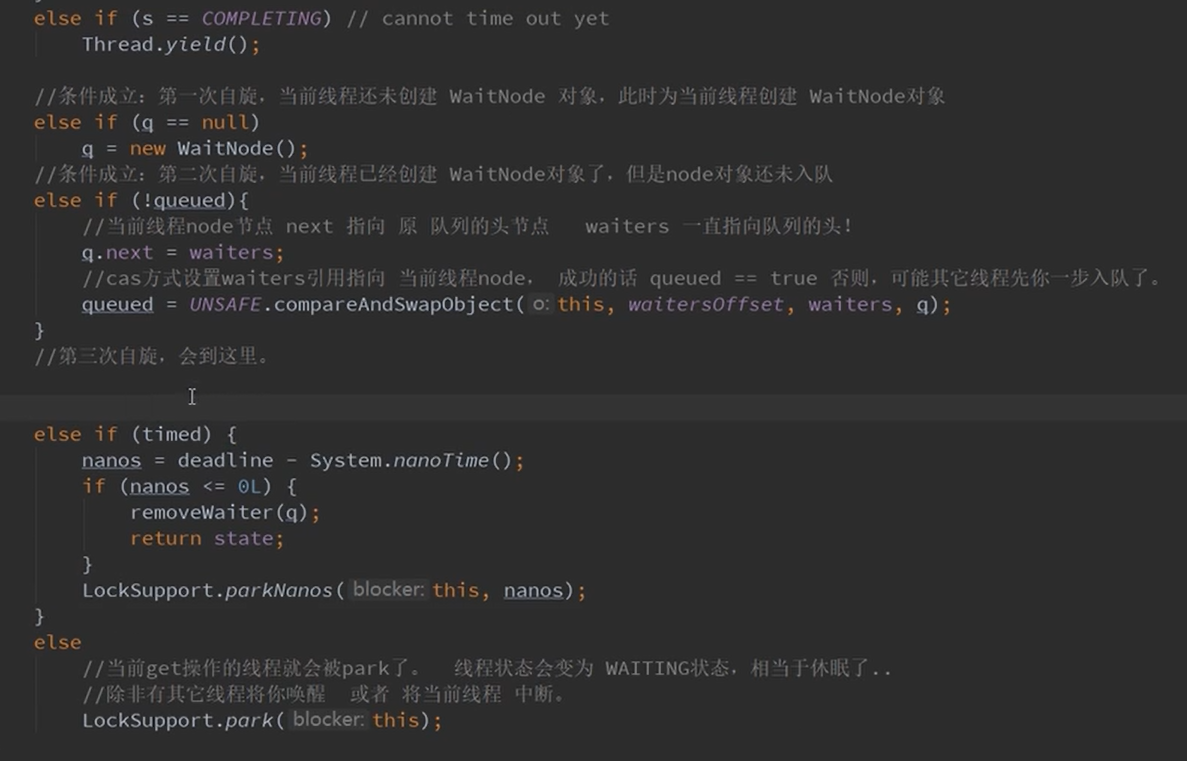 else if (s == COMPLETING) // cannot time out yet
Thread.yield();
//条件成立：第一次自旋，当前线程还未创建 WaitNode 对象，此时为当前线程创建 WaitNode对象
else if (q == null)
q = new WaitNode();
//条件成立：第二次自旋，当前线程已经创建 WaitNode对象了，但是node对象还未入队
else if (!queued){
//当前线程node节点 next 指向 原 队列的头节点 waiters 一直指向队列的头！
q.next = waiters;
//cas方式设置waiters引用指向 当前线程node， 成功的话 queued == true 否则，可能其它线程先你一步入队了。
queued = UNSAFE.compareAndSwapObject( o: this, waitersOffset, waiters, q);
}
//第三次自旋，会到这里。
else if (timed) {
nanos = deadline - System.nanoTime();
if (nanos <= 0L) {
removeWaiter(q);
return state;
}
LockSupport.parkNanos( blocker: this, nanos);
}
else
//当前get操作的线程就会被park了。 线程状态会变为 WAITING状态，相当于休眠了..
//除非有其它线程将你唤醒 或者 将当前线程 中断。
LockSupport.park( blocker: this);